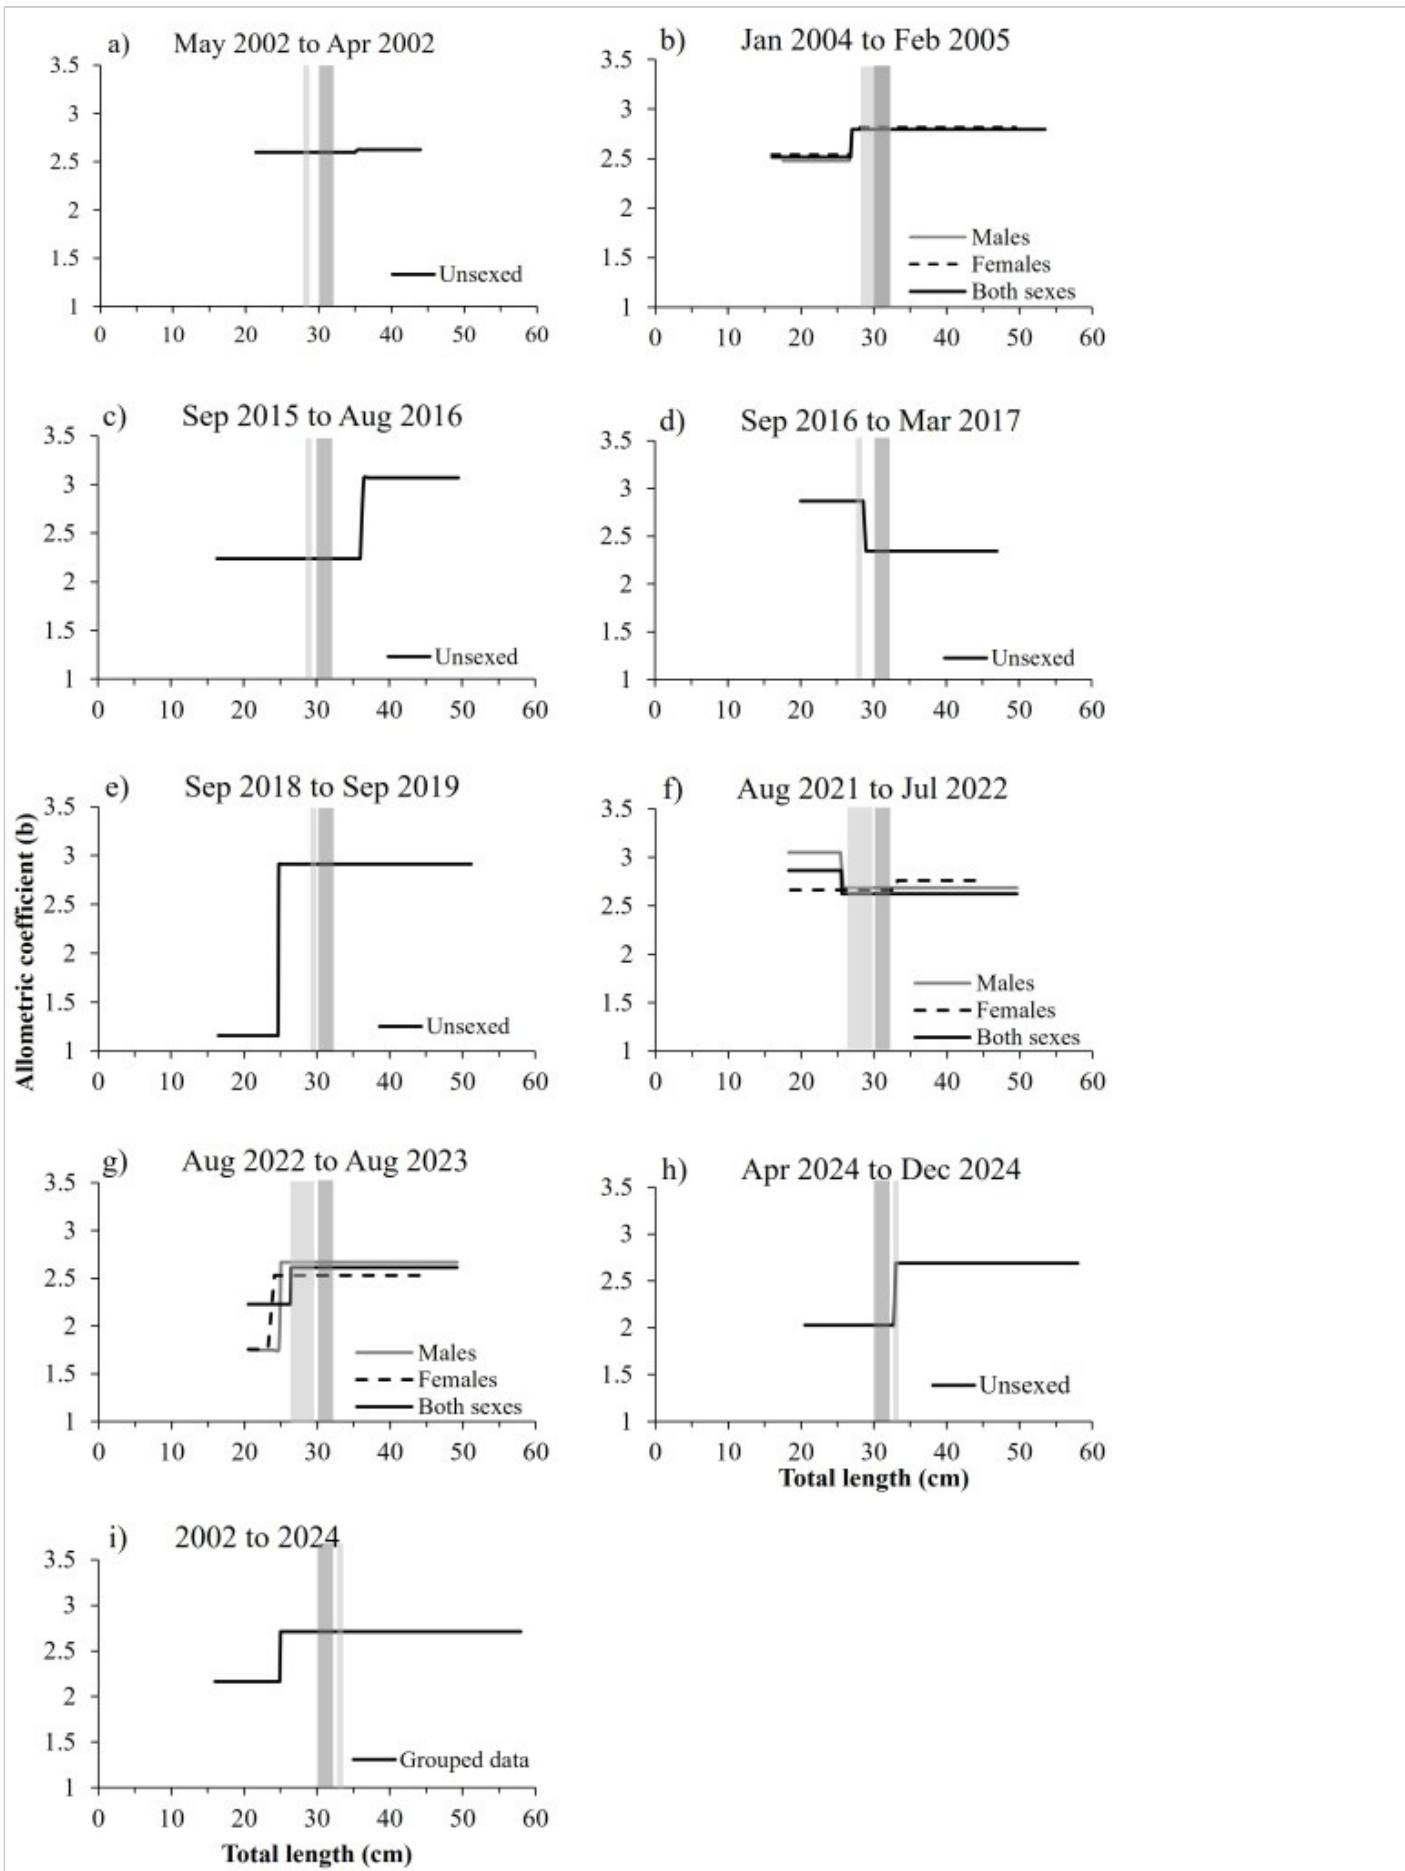 a) May 2002 to Apr 2002
3.5
3
2.5
2
1.5
1
Unsexed
0 10 20 30 40 50 60
b) Jan 2004 to Feb 2005
3.5
3
2.5
2
1.5
1
Males
Females
Both sexes
0 10 20 30 40 50 60
c) Sep 2015 to Aug 2016
3.5
3
2.5
2
1.5
1
Unsexed
0 10 20 30 40 50 60
d) Sep 2016 to Mar 2017
3.5
3
2.5
2
1.5
1
Unsexed
0 10 20 30 40 50 60
Allometric coefficient (b)
e) Sep 2018 to Sep 2019
3.5
3
2.5
2
1.5
1
Unsexed
0 10 20 30 40 50 60
f) Aug 2021 to Jul 2022
3.5
3
2.5
2
1.5
1
Males
Females
Both sexes
0 10 20 30 40 50 60
g) Aug 2022 to Aug 2023
3.5
3
2.5
2
1.5
1
Males
Females
Both sexes
0 10 20 30 40 50 60
h) Apr 2024 to Dec 2024
3.5
3
2.5
2
1.5
1
Unsexed
0 10 20 30 40 50 60
Total length (cm)
i) 2002 to 2024
3.5
3
2.5
2
1.5
1
Grouped data
0 10 20 30 40 50 60
Total length (cm)